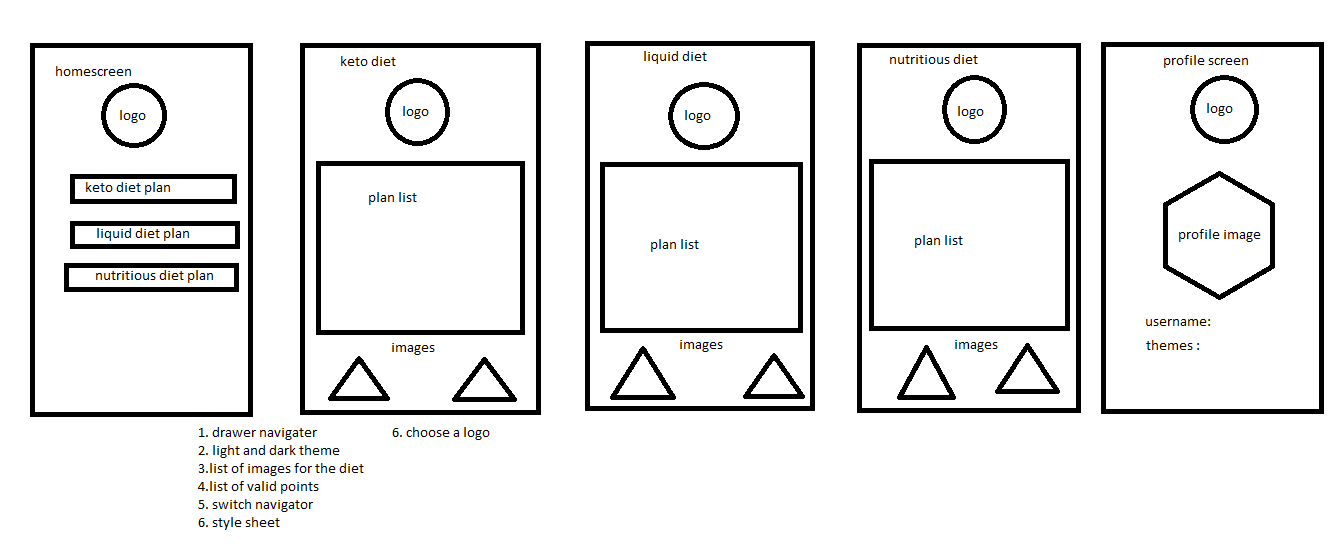 homescreen
logo
keto diet plan
liquid diet plan
nutritious diet plan
keto diet
logo
plan list
images
liquid diet
logo
plan list
images
nutritious diet
logo
plan list
images
profile screen
logo
profile image
username:
themes :
1. drawer navigater
2. light and dark theme
3.list of images for the diet
4.list of valid points
5. switch navigator
6. style sheet
6. choose a logo